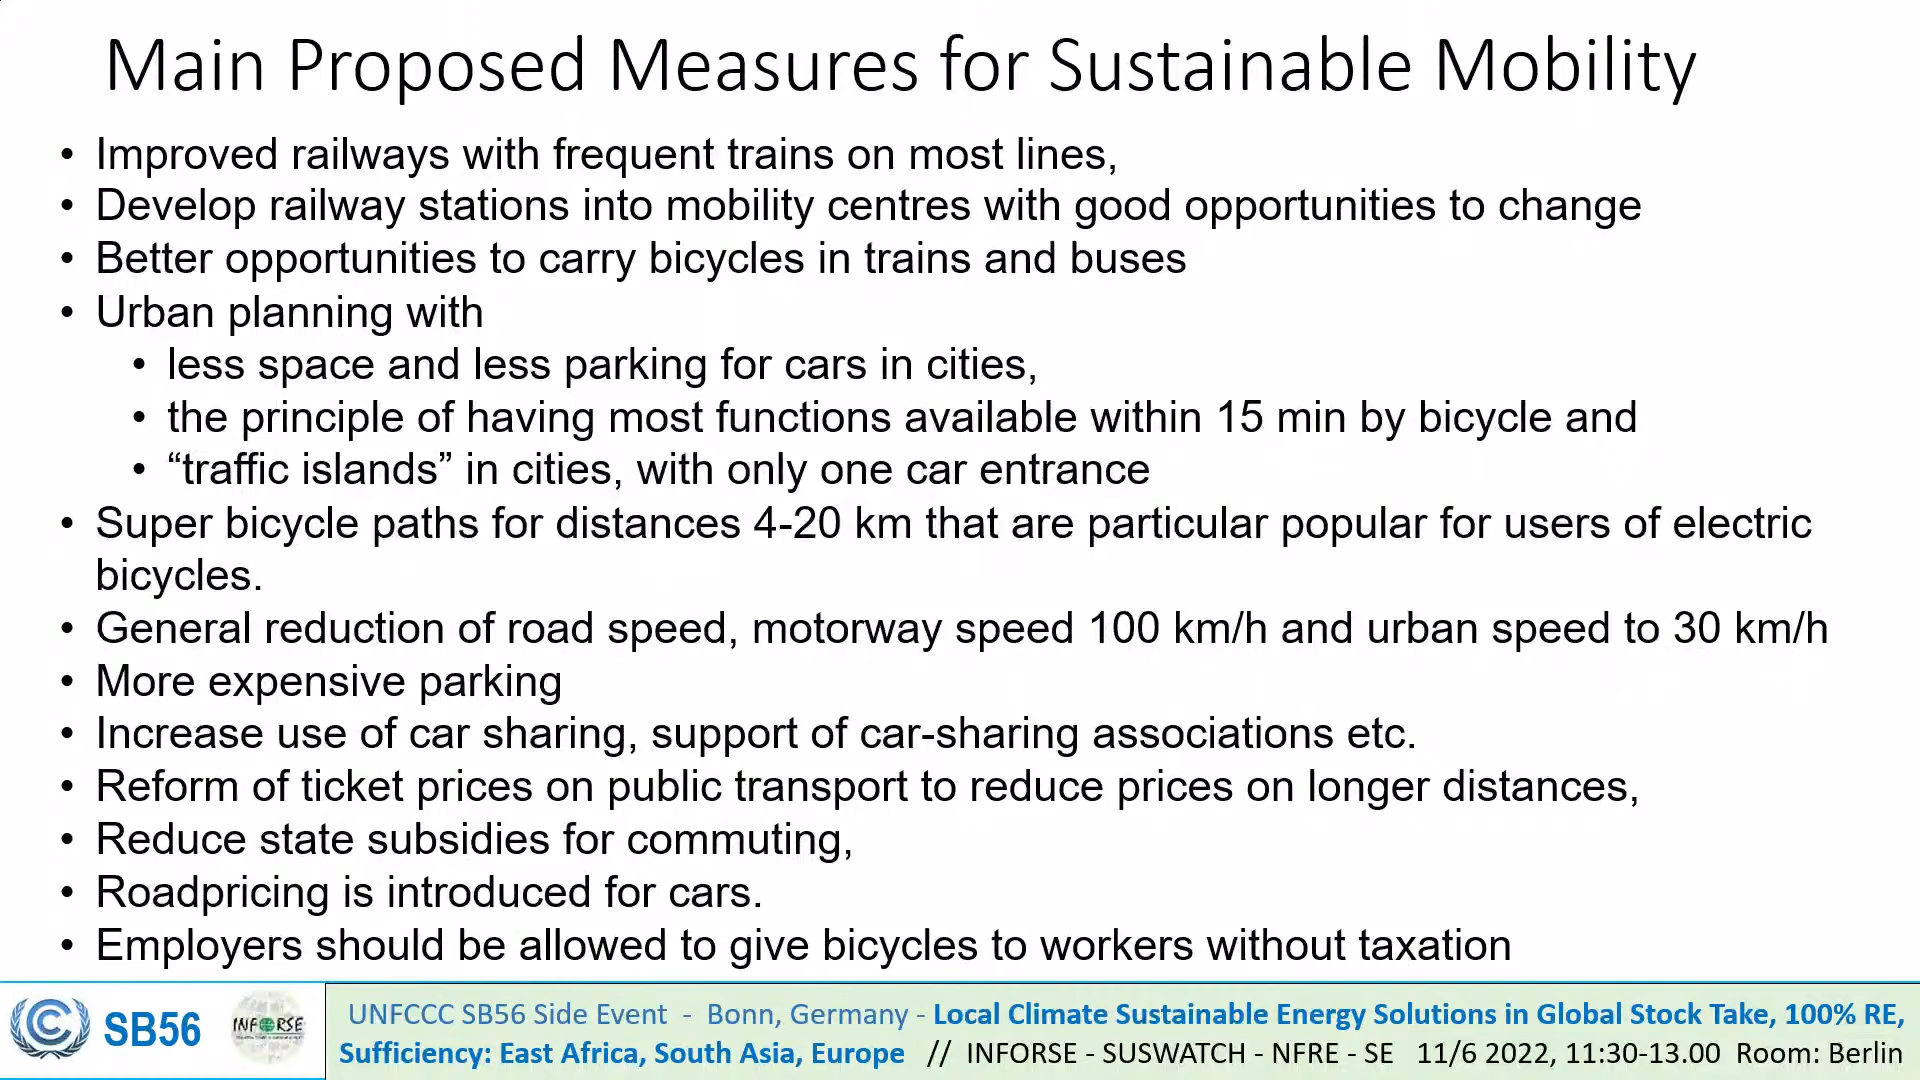 Main Proposed Measures for Sustainable Mobility
• Improved railways with frequent trains on most lines,
• Develop railway stations into mobility centres with good opportunities to change
• Better opportunities to carry bicycles in trains and buses
• Urban planning with
• less space and less parking for cars in cities,
• the principle of having most functions available within 15 min by bicycle and
• “traffic islands” in cities, with only one car entrance
• Super bicycle paths for distances 4-20 km that are particular popular for users of electric
bicycles.
• General reduction of road speed, motorway speed 100 km/h and urban speed to 30 km/h
• More expensive parking
• Increase use of car sharing, support of car-sharing associations etc.
• Reform of ticket prices on public transport to reduce prices on longer distances,
• Reduce state subsidies for commuting,
• Roadpricing is introduced for cars.
• Employers should be allowed to give bicycles to workers without taxation
SB56
INFORSE
UNFCCC SB56 Side Event - Bonn, Germany - Local Climate Sustainable Energy Solutions in Global Stock Take, 100% RE,
Sufficiency: East Africa, South Asia, Europe // INFORSE - SUSWATCH - NFRE - SE 11/6 2022, 11:30-13.00 Room: Berlin